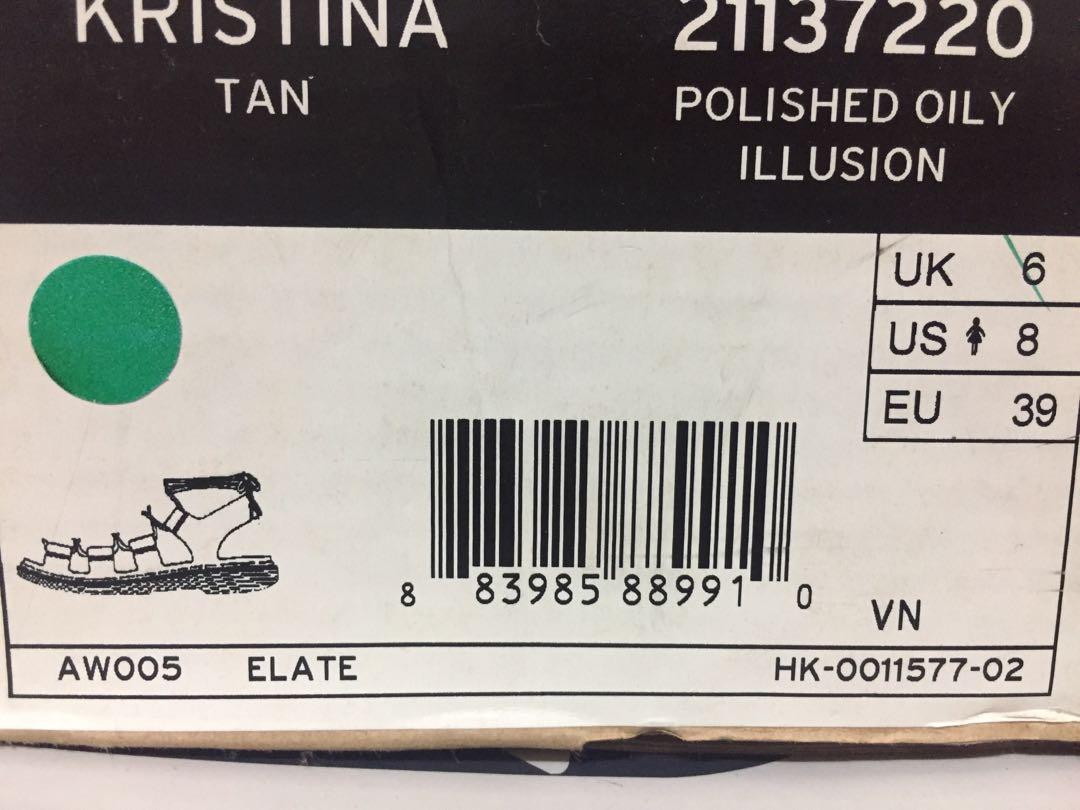 KRISTINA 21137220
TAN POLISHED OILY
ILLUSION
UK 6
US 8
EU 39
8 83985 88991 0
VN
AW005 ELATE HK-0011577-02